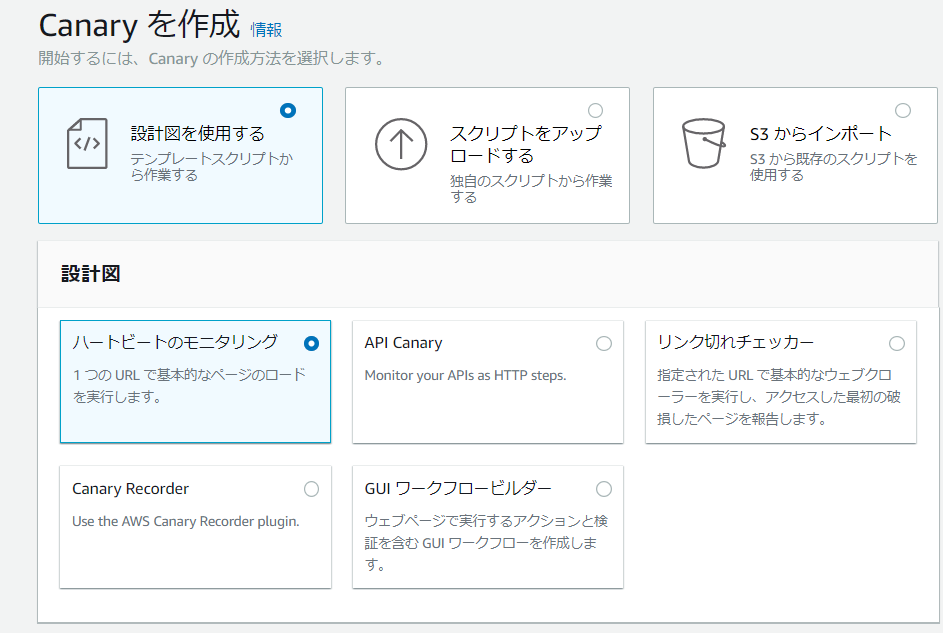 Canary を作成 情報
開始するには、Canary の作成方法を選択します。
設計図を使用する
テンプレートスクリプトか
ら作業する
スクリプトをアップ
ロードする
独自のスクリプトから作業
する
S3 からインポート
S3 から既存のスクリプトを
使用する
設計図
ハートビートのモニタリング
1 つの URL で基本的なページのロード
を実行します。
API Canary
Monitor your APIs as HTTP steps.
リンク切れチェッカー
指定された URL で基本的なウェブクロ
ーラーを実行し、アクセスした最初の破
損したページを報告します。
Canary Recorder
Use the AWS Canary Recorder plugin.
GUI ワークフロービルダー
ウェブページで実行するアクションと検
証を含む GUI ワークフローを作成しま
す。